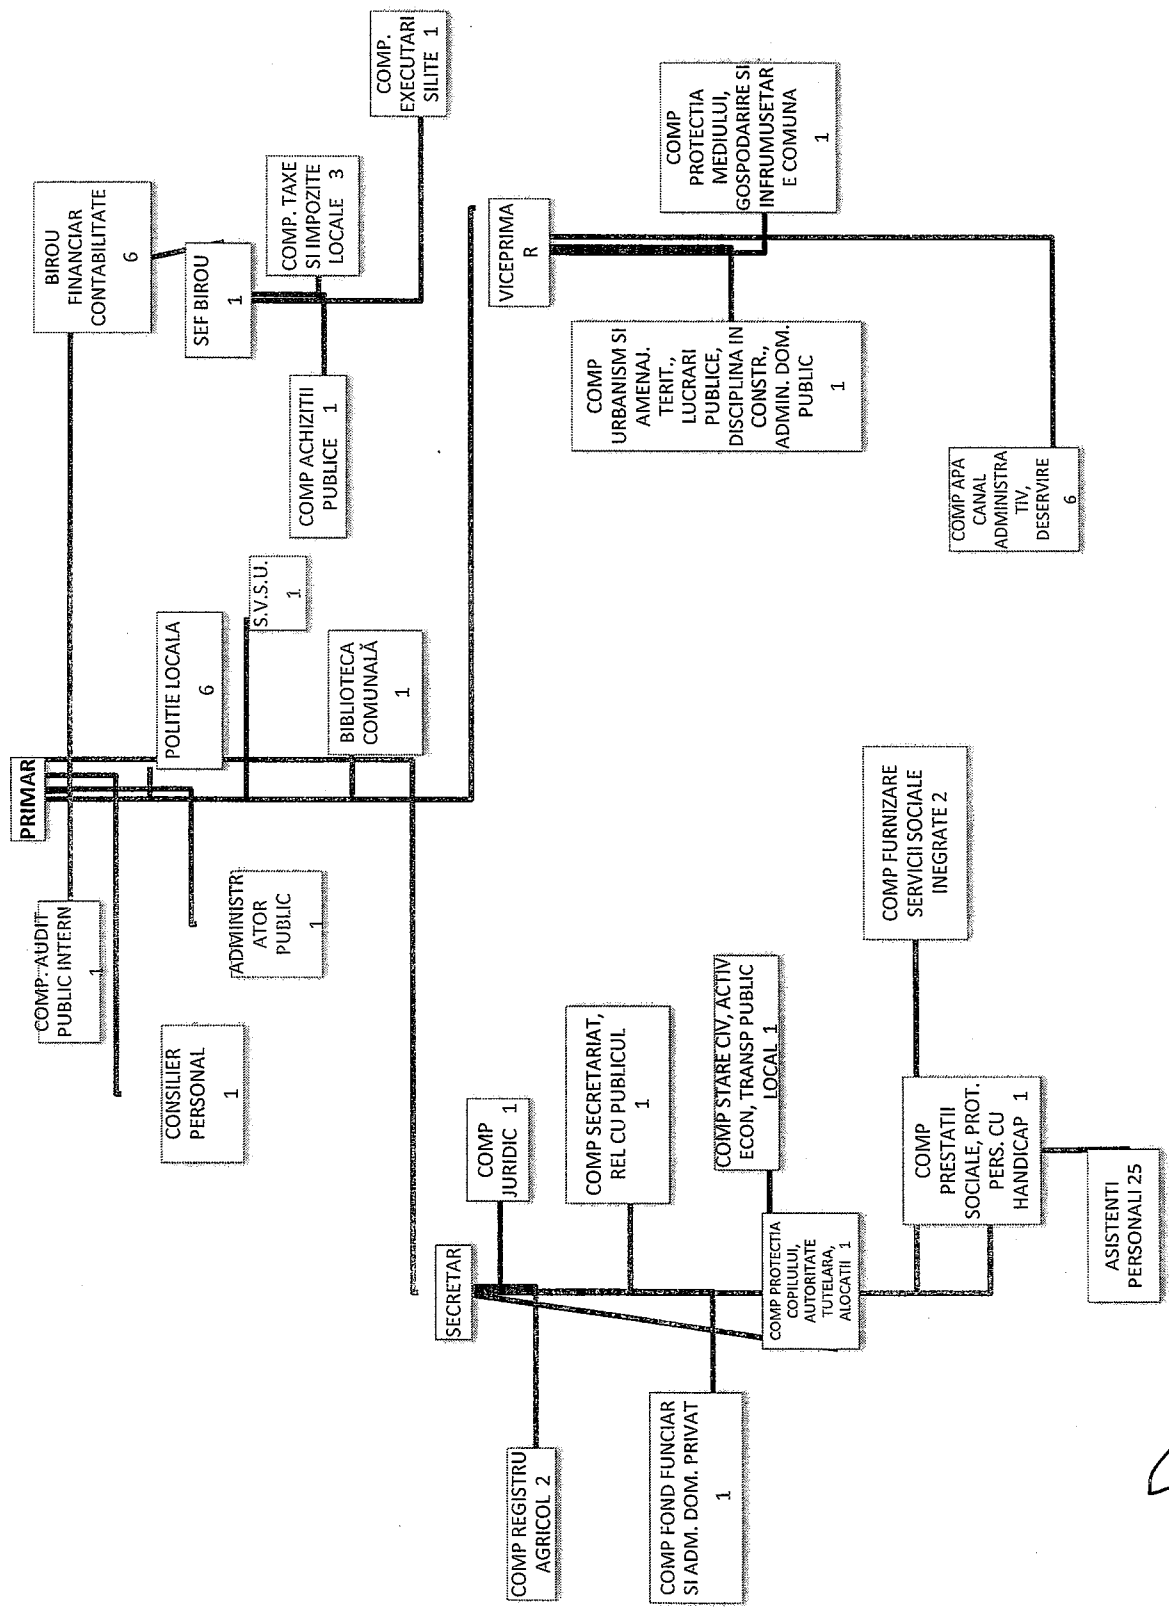 PRIMAR
COMP. AUDIT
PUBLIC INTERN
1
BIROU
FINANCIAR
CONTABILITATE
6
CONSILIER
PERSONAL
1
ADMINISTR
ATOR
PUBLIC
1
POLITIE LOCALA
6
S.V.S.U.
1
BIBLIOTECA
COMUNALĂ
1
SEF BIROU
1
COMP. TAXE
SI IMPOZITE
LOCALE 3
COMP ACHIZITII
PUBLICE 1
COMP.
EXECUTARI
SILITE 1
SECRETAR
COMP
JURIDIC 1
COMP REGISTRU
AGRICOL 2
COMP SECRETARIAT,
REL CU PUBLICUL
1
COMP FOND FUNCIAR
SI ADM. DOM. PRIVAT
1
COMP STARE CIV, ACTIV
ECON, TRANSP PUBLIC
LOCAL 1
COMP PROTECTIA
COPILULUI,
AUTORITATE
TUTELARA,
ALOCATII 1
COMP FURNIZARE
SERVICII SOCIALE
INEGRATE 2
COMP
PRESTATII
SOCIALE, PROT.
PERS. CU
HANDICAP 1
ASISTENTI
PERSONALI 25
VICEPRIMA
R
COMP
URBANISM SI
AMENAJ.
TERIT.,
LUCRARI
PUBLICE,
DISCIPLINA IN
CONSTR.,
ADMIN. DOM.
PUBLIC
1
COMP
PROTECTIA
MEDIULUI,
GOSPODARIRE SI
INFRUMUSETAR
E COMUNA
1
COMP APA
CANAL
ADMINISTRA
TIV,
DESERVIRE
6